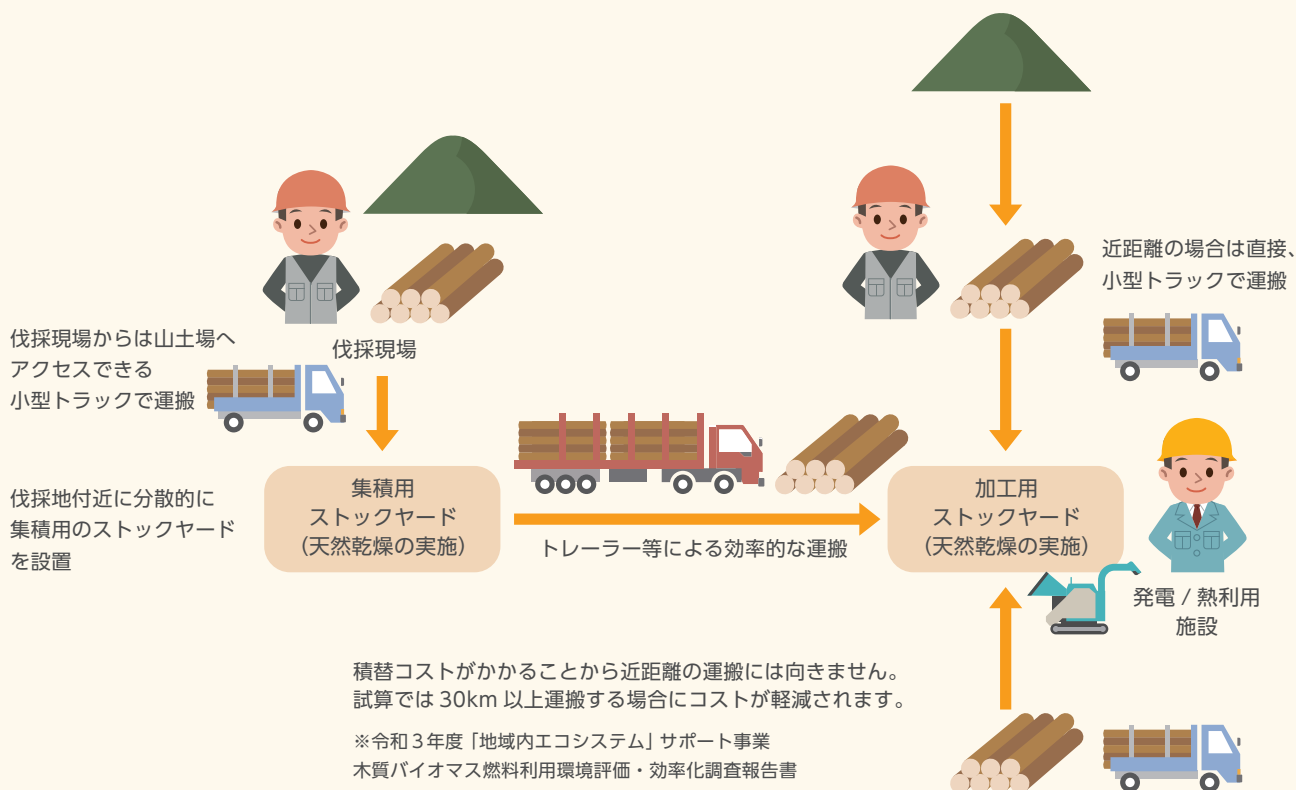 近距離の場合は直接、
小型トラックで運搬
伐採現場からは山土場へ
アクセスできる
小型トラックで運搬
伐採現場
伐採地付近に分散的に
集積用のストックヤード
を設置
集積用
ストックヤード
（天然乾燥の実施）
トレーラー等による効率的な運搬
加工用
ストックヤード
（天然乾燥の実施）
発電 / 熱利用
施設
積替コストがかかることから近距離の運搬には向きません。
試算では 30km 以上運搬する場合にコストが軽減されます。
※令和３年度「地域内エコシステム」サポート事業
木質バイオマス燃料利用環境評価・効率化調査報告書